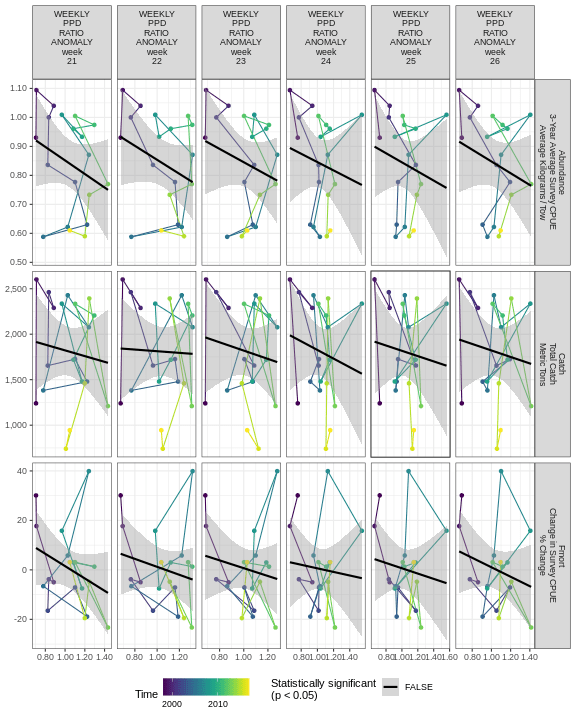 WEEKLY
PPD
RATIO
ANOMALY
week
21
WEEKLY
PPD
RATIO
ANOMALY
week
22
WEEKLY
PPD
RATIO
ANOMALY
week
23
WEEKLY
PPD
RATIO
ANOMALY
week
24
WEEKLY
PPD
RATIO
ANOMALY
week
25
WEEKLY
PPD
RATIO
ANOMALY
week
26
1.10
1.00
0.90
0.80
0.70
0.60
0.50
Abundance
3-Year Average Survey CPUE
Average Kilograms / Tow
2,500
2,000
1,500
1,000
Catch
Total Catch
Metric Tons
40
20
0
-20
Fmort
Change in Survey CPUE
% Change
0.80 1.00 1.20 1.40
0.80 1.00 1.20
0.80 1.00 1.20
0.80 1.00 1.20 1.40
0.80 1.00 1.20 1.40 1.60
0.80 1.00 1.20 1.40
Time
2000 2010
Statistically significant
(p < 0.05)
FALSE